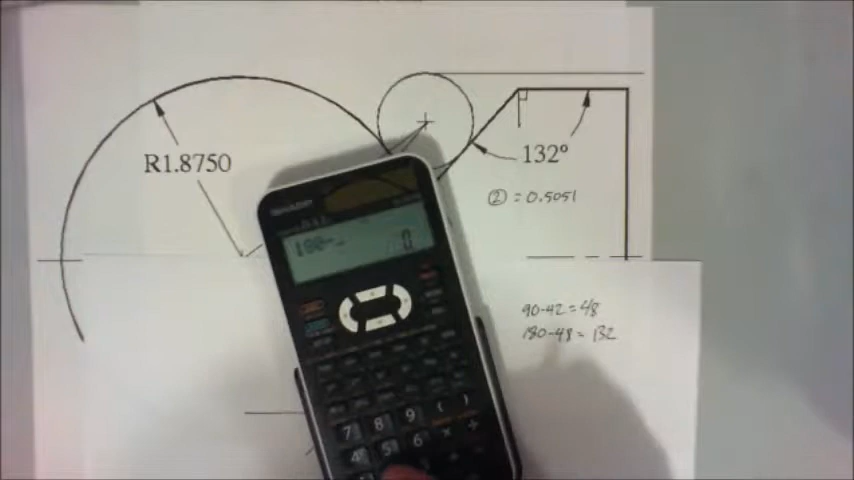 R1.8750
132°
② = 0.5051
SHARP
180-_
0.
90-42 = 48
180-48 = 132
7 8 9 ( )
4 5 6 × ÷